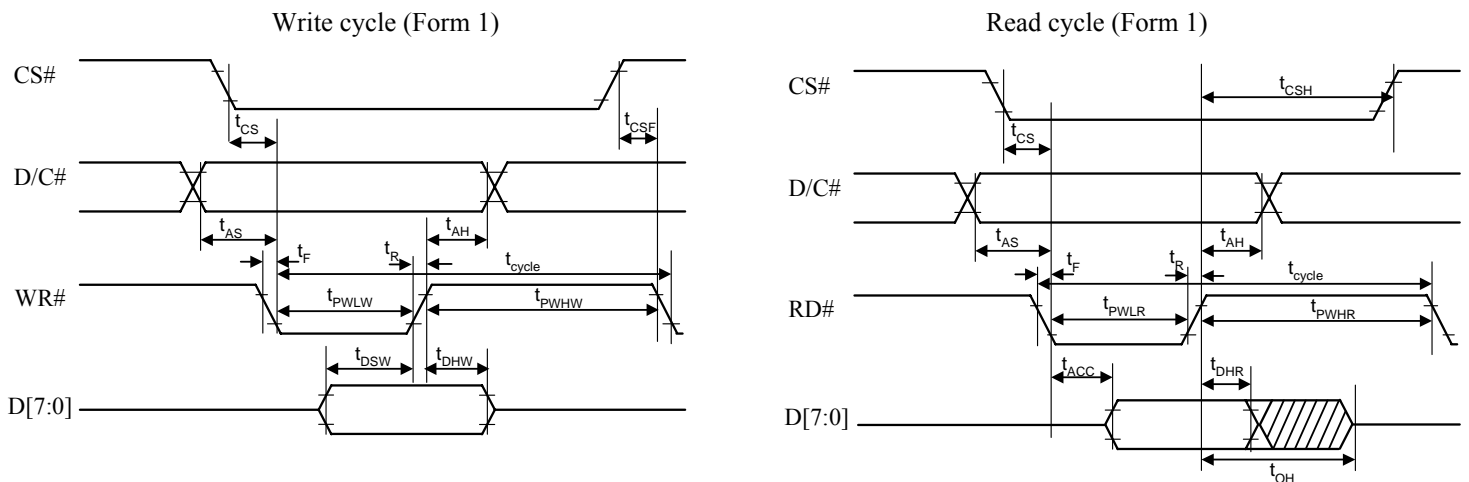 Write cycle (Form 1)
CS#
tCS
tCSF
D/C#
tAS
tAH
tF
tR
tcycle
WR#
tPWLW
tPWHW
tDSW
tDHW
D[7:0]
Read cycle (Form 1)
CS#
tCSH
tCS
D/C#
tAS
tAH
tF
tR
tcycle
RD#
tPWLR
tPWHR
tACC
tDHR
D[7:0]
tOH